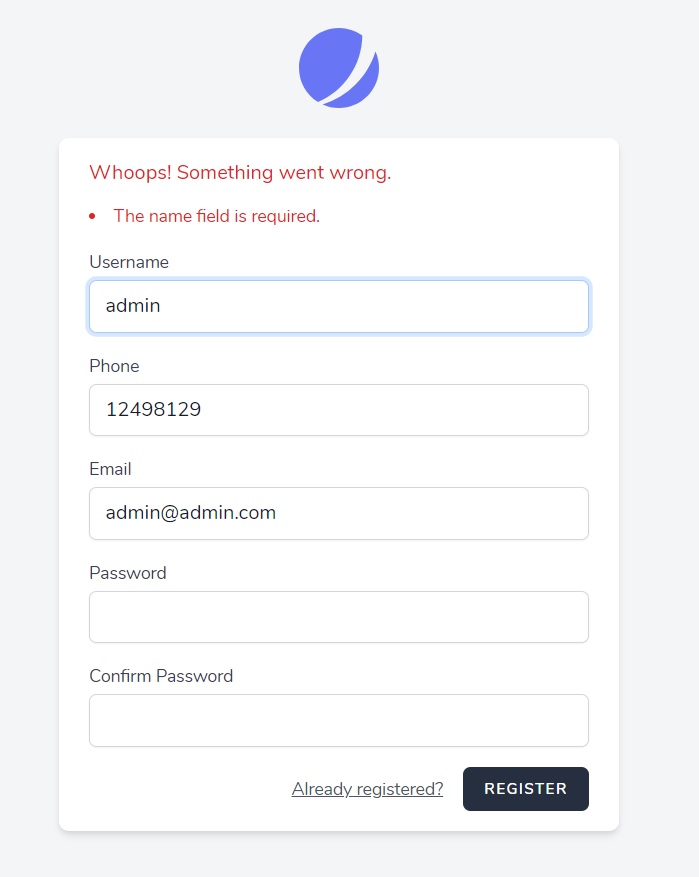 Whoops! Something went wrong.
The name field is required.
Username
admin
Phone
12498129
Email
admin@admin.com
Password
Confirm Password
Already registered? REGISTER